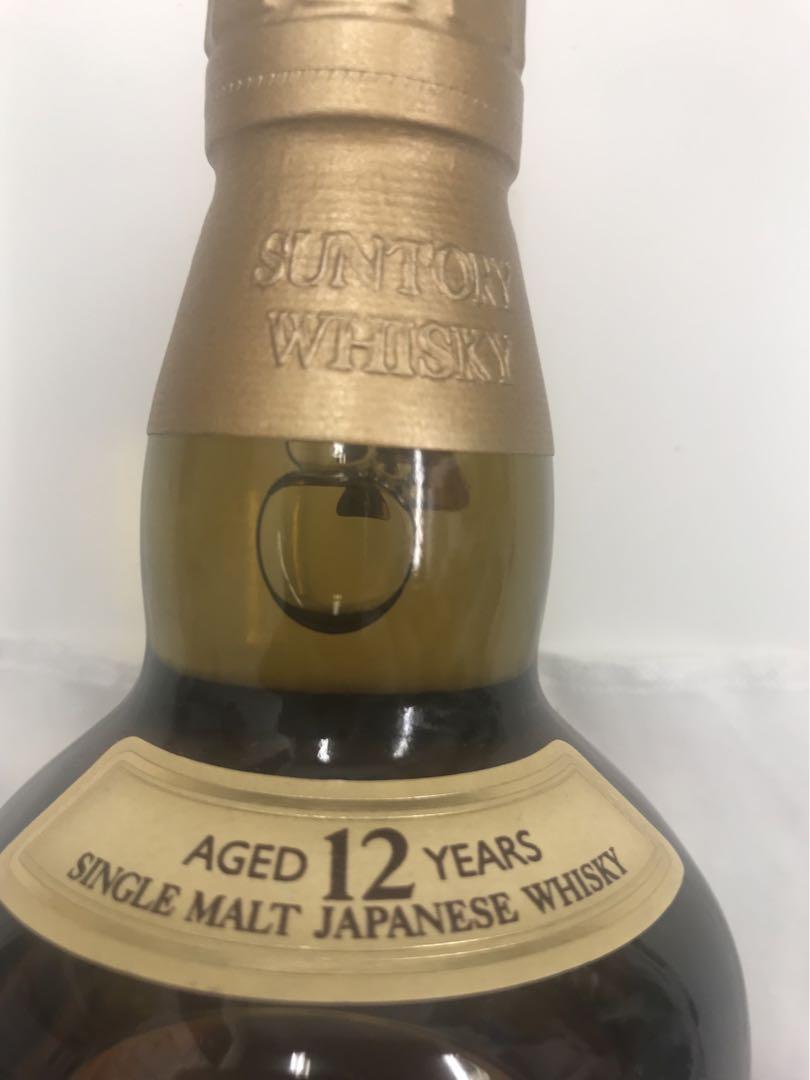 SUNTORY
WHISKY
AGED 12 YEARS
SINGLE MALT JAPANESE WHISKY